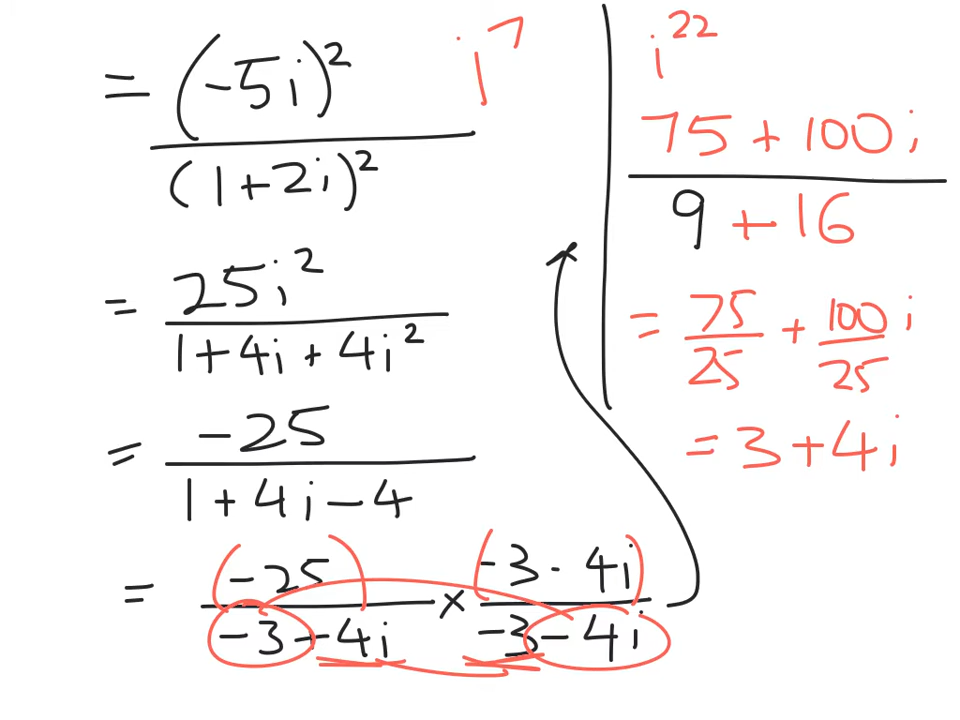 = (-5i)² / (1+2i)²
i⁷
= 25i² / 1+4i+4i²
= -25 / 1+4i-4
= (-25) / -3+-4i × (-3-4i) / -3-4i
i²²
75+100i / 9+16
= 75/25 + 100/25 i
= 3+4i